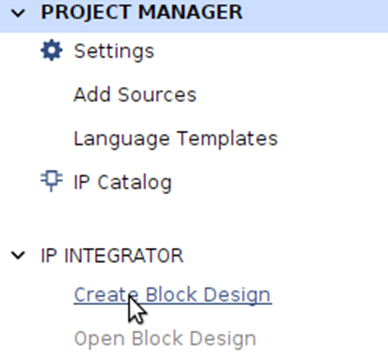 PROJECT MANAGER
Settings
Add Sources
Language Templates
IP Catalog
IP INTEGRATOR
Create Block Design
Open Block Design